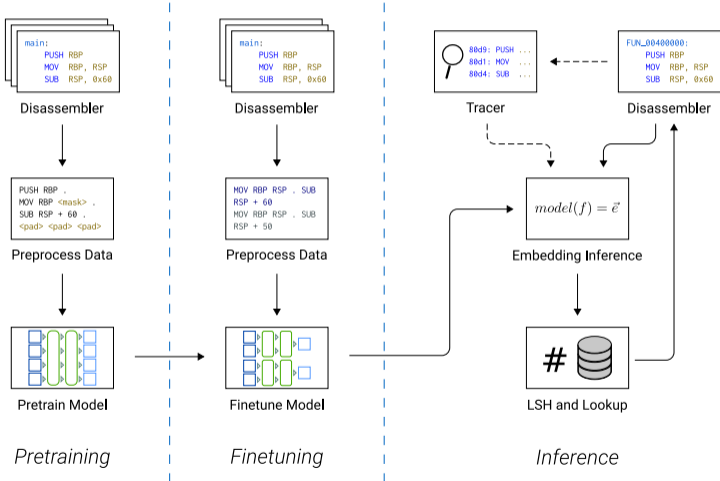 main:
PUSH RBP
MOV RBP, RSP
SUB RSP, 0x60
Disassembler
PUSH RBP .
MOV RBP <mask> .
SUB RSP + 60 .
<pad> <pad> <pad>
Preprocess Data
Pretrain Model
Pretraining
main:
PUSH RBP
MOV RBP, RSP
SUB RSP, 0x60
Disassembler
MOV RBP RSP . SUB
RSP + 60
MOV RBP RSP . SUB
RSP + 50
Preprocess Data
Finetune Model
Finetuning
80d9: PUSH ...
80d1: MOV ...
80d4: SUB ...
Tracer
FUN_00400000:
PUSH RBP
MOV RBP, RSP
SUB RSP, 0x60
Disassembler
model(f) = e⃗
Embedding Inference
#
LSH and Lookup
Inference